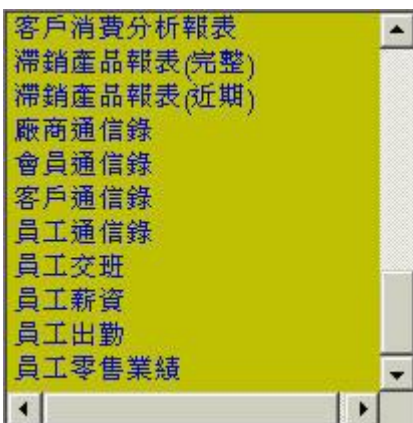 客戶消費分析報表
滯銷產品報表(完整)
滯銷產品報表(近期)
廠商通信錄
會員通信錄
客戶通信錄
員工通信錄
員工交班
員工薪資
員工出勤
員工零售業績